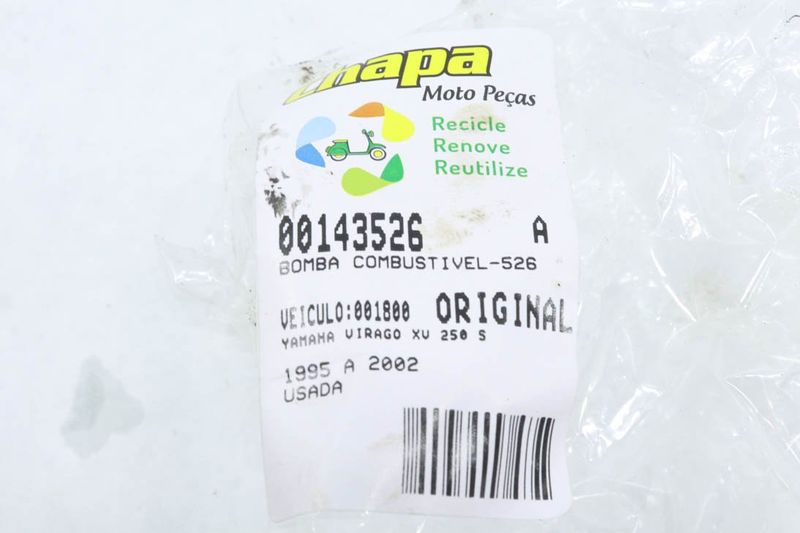 Chapa
Moto Peças
Recicle
Renove
Reutilize
00143526 A
BOMBA COMBUSTIVEL-526
VEICULO:001800 ORIGINAL
YAMAHA VIRAGO XV 250 S
1995 A 2002
USADA